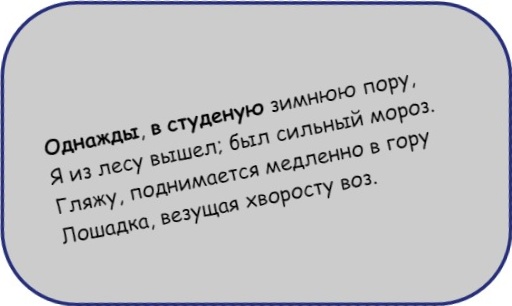 Однажды, в студеную зимнюю пору,
Я из лесу вышел; был сильный мороз.
Гляжу, поднимается медленно в гору
Лошадка, везущая хворосту воз.